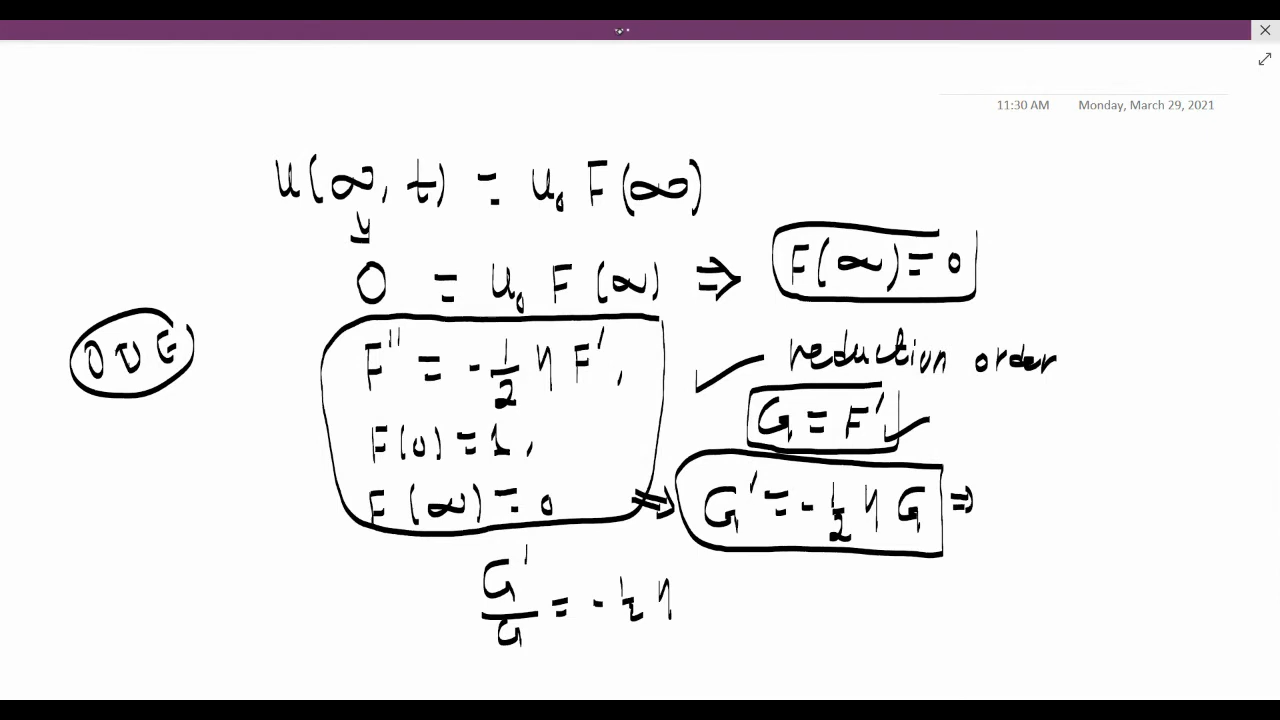 11:30 AM Monday, March 29, 2021
u(∞, t) = u₀ F(∞)
0 = u₀ F(∞) ⇒ F(∞) = 0
ODE
F'' = -1/2 η F',
F(0) = 1,
F(∞) = 0
reduction order
G = F'
⇒ G' = -1/2 η G ⇒
G'/G = -1/2 η